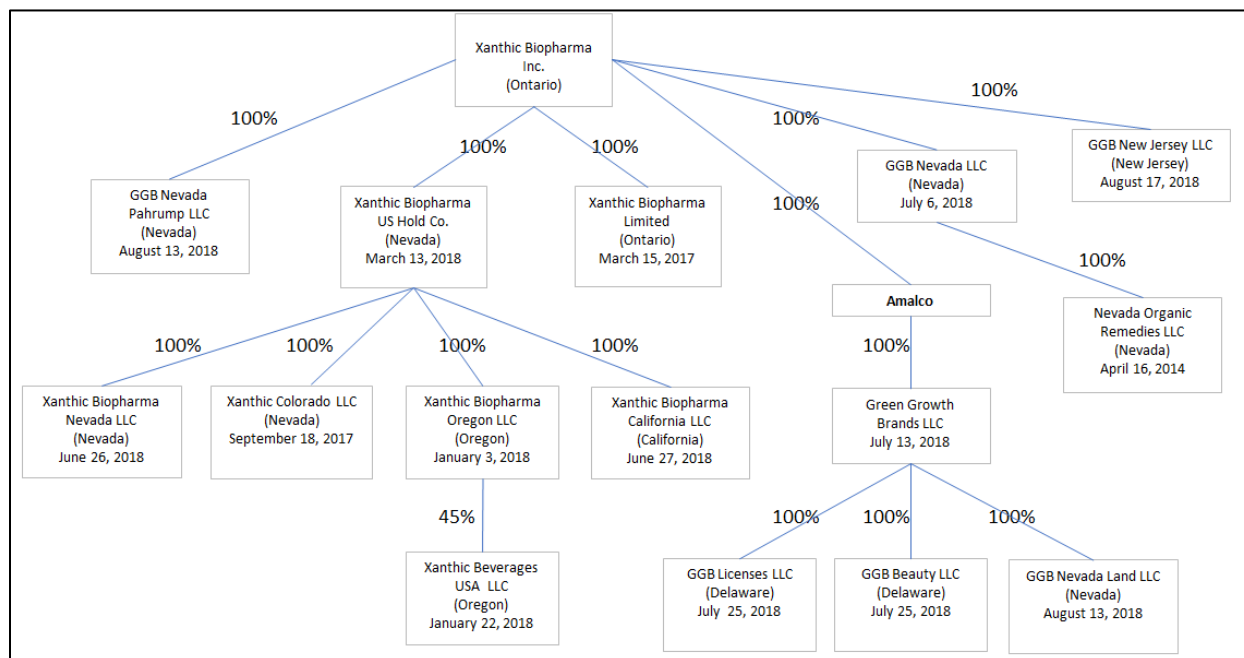 Xanthic Biopharma
Inc.
(Ontario)
100%
100%
100%
100%
100%
100%
GGB Nevada
Pahrump LLC
(Nevada)
August 13, 2018
Xanthic Biopharma
US Hold Co.
(Nevada)
March 13, 2018
Xanthic Biopharma
Limited
(Ontario)
March 15, 2017
GGB Nevada LLC
(Nevada)
July 6, 2018
GGB New Jersey LLC
(New Jersey)
August 17, 2018
100%
Amalco
Nevada Organic
Remedies LLC
(Nevada)
April 16, 2014
100%
100%
100%
100%
100%
Xanthic Biopharma
Nevada LLC
(Nevada)
June 26, 2018
Xanthic Colorado LLC
(Nevada)
September 18, 2017
Xanthic Biopharma
Oregon LLC
(Oregon)
January 3, 2018
Xanthic Biopharma
California LLC
(California)
June 27, 2018
Green Growth
Brands LLC
July 13, 2018
45%
100%
100%
100%
Xanthic Beverages
USA LLC
(Oregon)
January 22, 2018
GGB Licenses LLC
(Delaware)
July 25, 2018
GGB Beauty LLC
(Delaware)
July 25, 2018
GGB Nevada Land LLC
(Nevada)
August 13, 2018